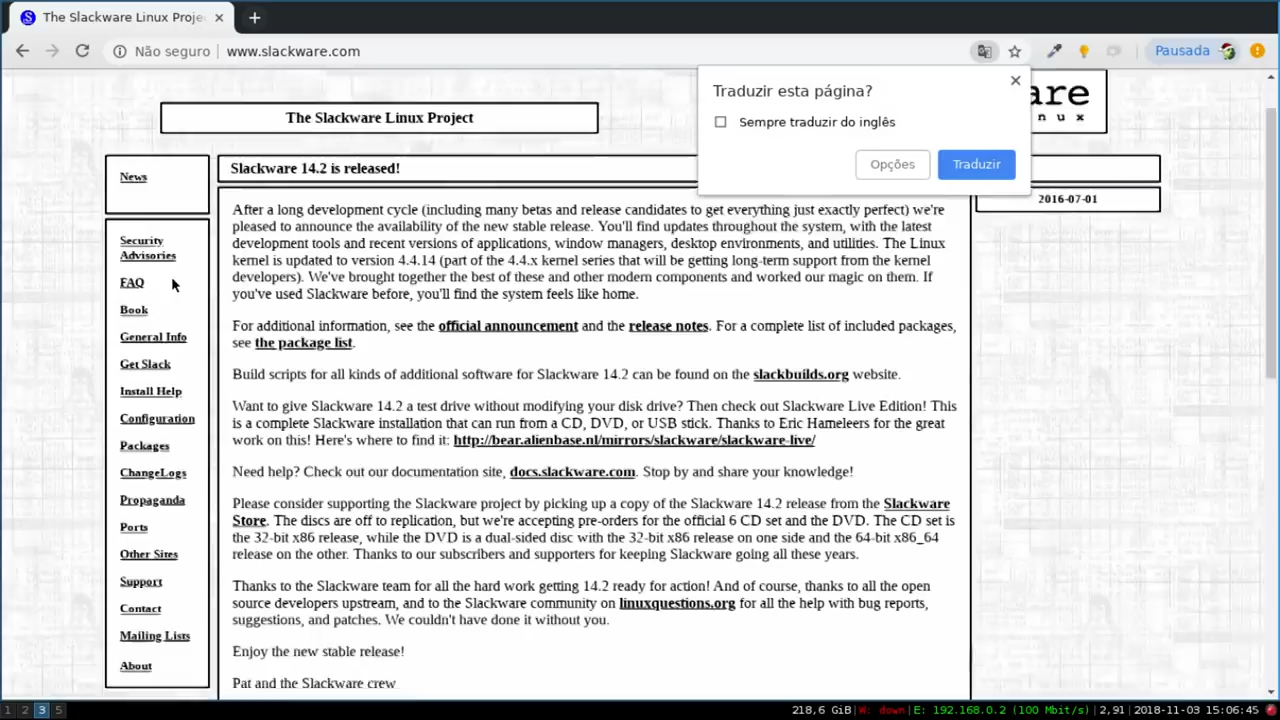 The Slackware Linux Proje
Não seguro www.slackware.com
Pausada
Traduzir esta página?
Sempre traduzir do inglês
Opções Traduzir
are
n u x
The Slackware Linux Project
News
Security
Advisories
FAQ
Book
General Info
Get Slack
Install Help
Configuration
Packages
ChangeLogs
Propaganda
Ports
Other Sites
Support
Contact
Mailing Lists
About
Slackware 14.2 is released!
2016-07-01
After a long development cycle (including many betas and release candidates to get everything just exactly perfect) we're
pleased to announce the availability of the new stable release. You'll find updates throughout the system, with the latest
development tools and recent versions of applications, window managers, desktop environments, and utilities. The Linux
kernel is updated to version 4.4.14 (part of the 4.4.x kernel series that will be getting long-term support from the kernel
developers). We've brought together the best of these and other modern components and worked our magic on them. If
you've used Slackware before, you'll find the system feels like home.
For additional information, see the official announcement and the release notes. For a complete list of included packages,
see the package list.
Build scripts for all kinds of additional software for Slackware 14.2 can be found on the slackbuilds.org website.
Want to give Slackware 14.2 a test drive without modifying your disk drive? Then check out Slackware Live Edition! This
is a complete Slackware installation that can run from a CD, DVD, or USB stick. Thanks to Eric Hameleers for the great
work on this! Here's where to find it: http://bear.alienbase.nl/mirrors/slackware/slackware-live/
Need help? Check out our documentation site, docs.slackware.com. Stop by and share your knowledge!
Please consider supporting the Slackware project by picking up a copy of the Slackware 14.2 release from the Slackware
Store. The discs are off to replication, but we're accepting pre-orders for the official 6 CD set and the DVD. The CD set is
the 32-bit x86 release, while the DVD is a dual-sided disc with the 32-bit x86 release on one side and the 64-bit x86_64
release on the other. Thanks to our subscribers and supporters for keeping Slackware going all these years.
Thanks to the Slackware team for all the hard work getting 14.2 ready for action! And of course, thanks to all the open
source developers upstream, and to the Slackware community on linuxquestions.org for all the help with bug reports,
suggestions, and patches. We couldn't have done it without you.
Enjoy the new stable release!
Pat and the Slackware crew
1 2 3 5 218,6 GiB|W: down|E: 192.168.0.2 (100 Mbit/s)|2,91|2018-11-03 15:06:45